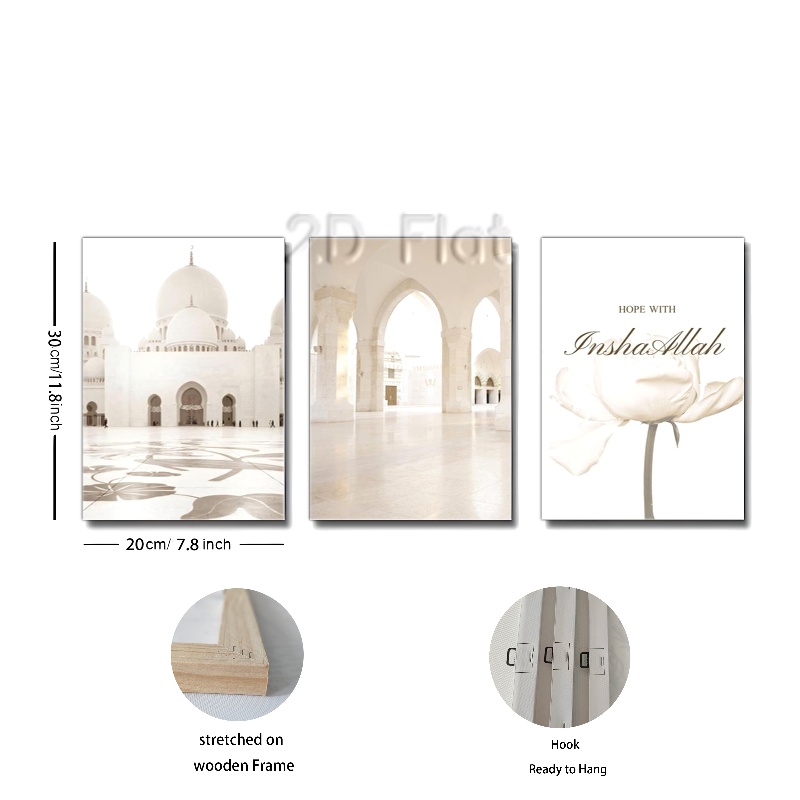 2D Flat
HOPE WITH
InshaAllah
30cm/11.8inch
20cm/ 7.8 inch
stretched on
wooden Frame
Hook
Ready to Hang